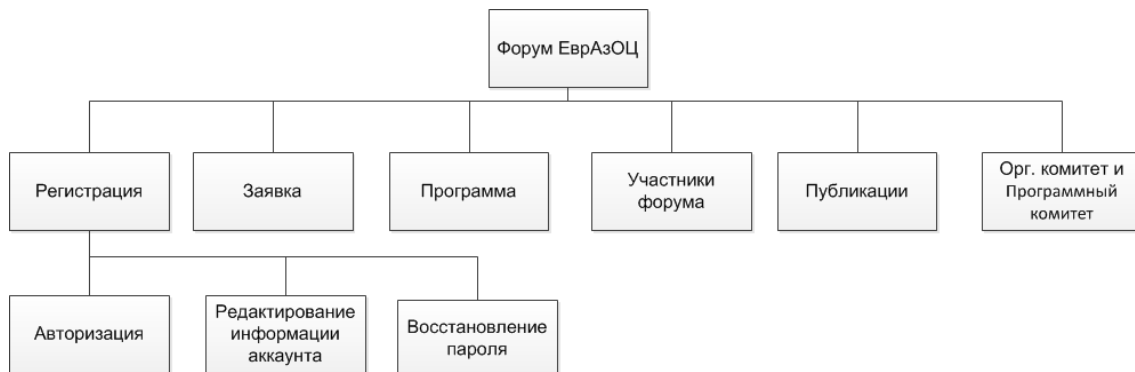 Форум ЕврАзОЦ
Регистрация
Заявка
Программа
Участники
форума
Публикации
Орг. комитет и
Программный
комитет
Авторизация
Редактирование
информации
аккаунта
Восстановление
пароля